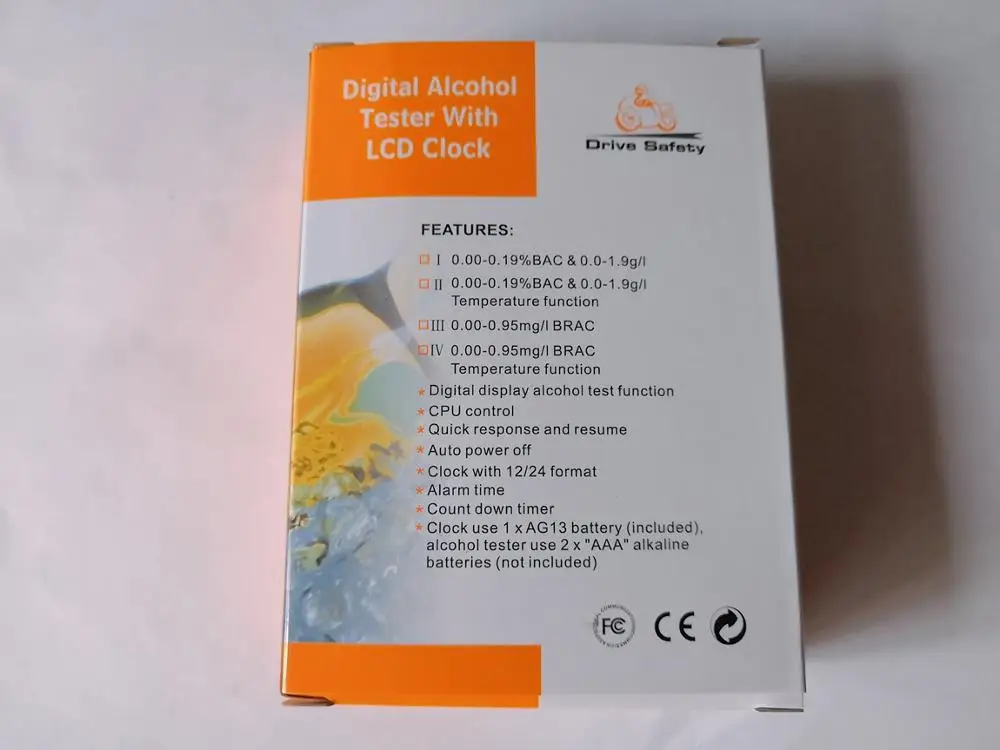 Digital Alcohol
Tester With
LCD Clock
Drive Safety
FEATURES:
I 0.00-0.19%BAC & 0.0-1.9g/l
II 0.00-0.19%BAC & 0.0-1.9g/l
Temperature function
III 0.00-0.95mg/l BRAC
IV 0.00-0.95mg/l BRAC
Temperature function
* Digital display alcohol test function
* CPU control
* Quick response and resume
* Auto power off
* Clock with 12/24 format
* Alarm time
* Count down timer
* Clock use 1 x AG13 battery (included),
alcohol tester use 2 x "AAA" alkaline
batteries (not included)
FC CE